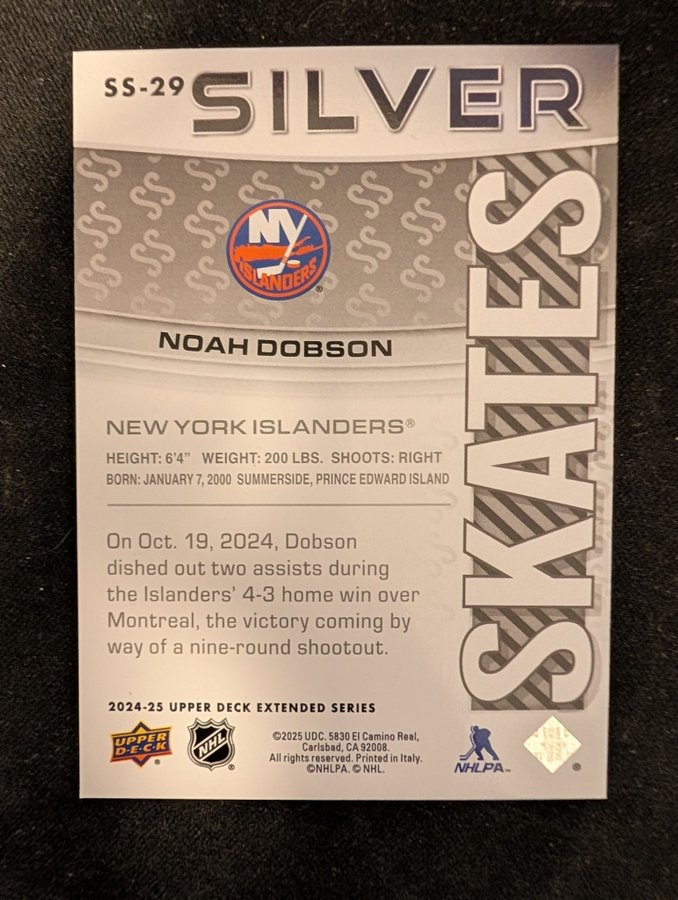 SS-29 SILVER
SKATES
NY
ISLANDERS®
NOAH DOBSON
NEW YORK ISLANDERS®
HEIGHT: 6'4" WEIGHT: 200 LBS. SHOOTS: RIGHT
BORN: JANUARY 7, 2000 SUMMERSIDE, PRINCE EDWARD ISLAND
On Oct. 19, 2024, Dobson
dished out two assists during
the Islanders' 4-3 home win over
Montreal, the victory coming by
way of a nine-round shootout.
2024-25 UPPER DECK EXTENDED SERIES
UPPER
D·E·C·K®
NHL®
©2025 UDC. 5830 El Camino Real,
Carlsbad, CA 92008.
All rights reserved. Printed in Italy.
©NHLPA. © NHL.
NHLPA™
®